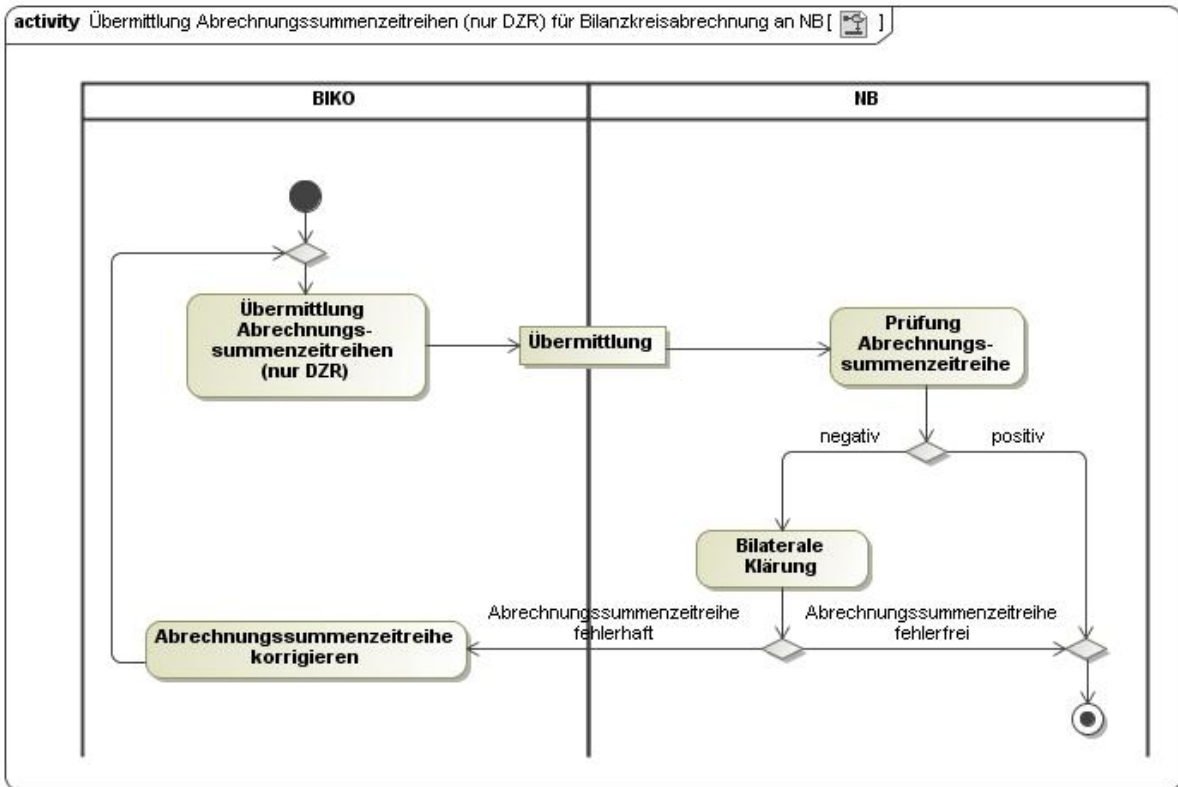 activity Übermittlung Abrechnungssummenzeitreihen (nur DZR) für Bilanzkreisabrechnung an NB [ ]
BIKO
NB
Übermittlung
Abrechnungs-
summenzeitreihen
(nur DZR)
Übermittlung
Prüfung
Abrechnungs-
summenzeitreihe
negativ
positiv
Bilaterale
Klärung
Abrechnungssummenzeitreihe
fehlerhaft
Abrechnungssummenzeitreihe
fehlerfrei
Abrechnungssummenzeitreihe
korrigieren